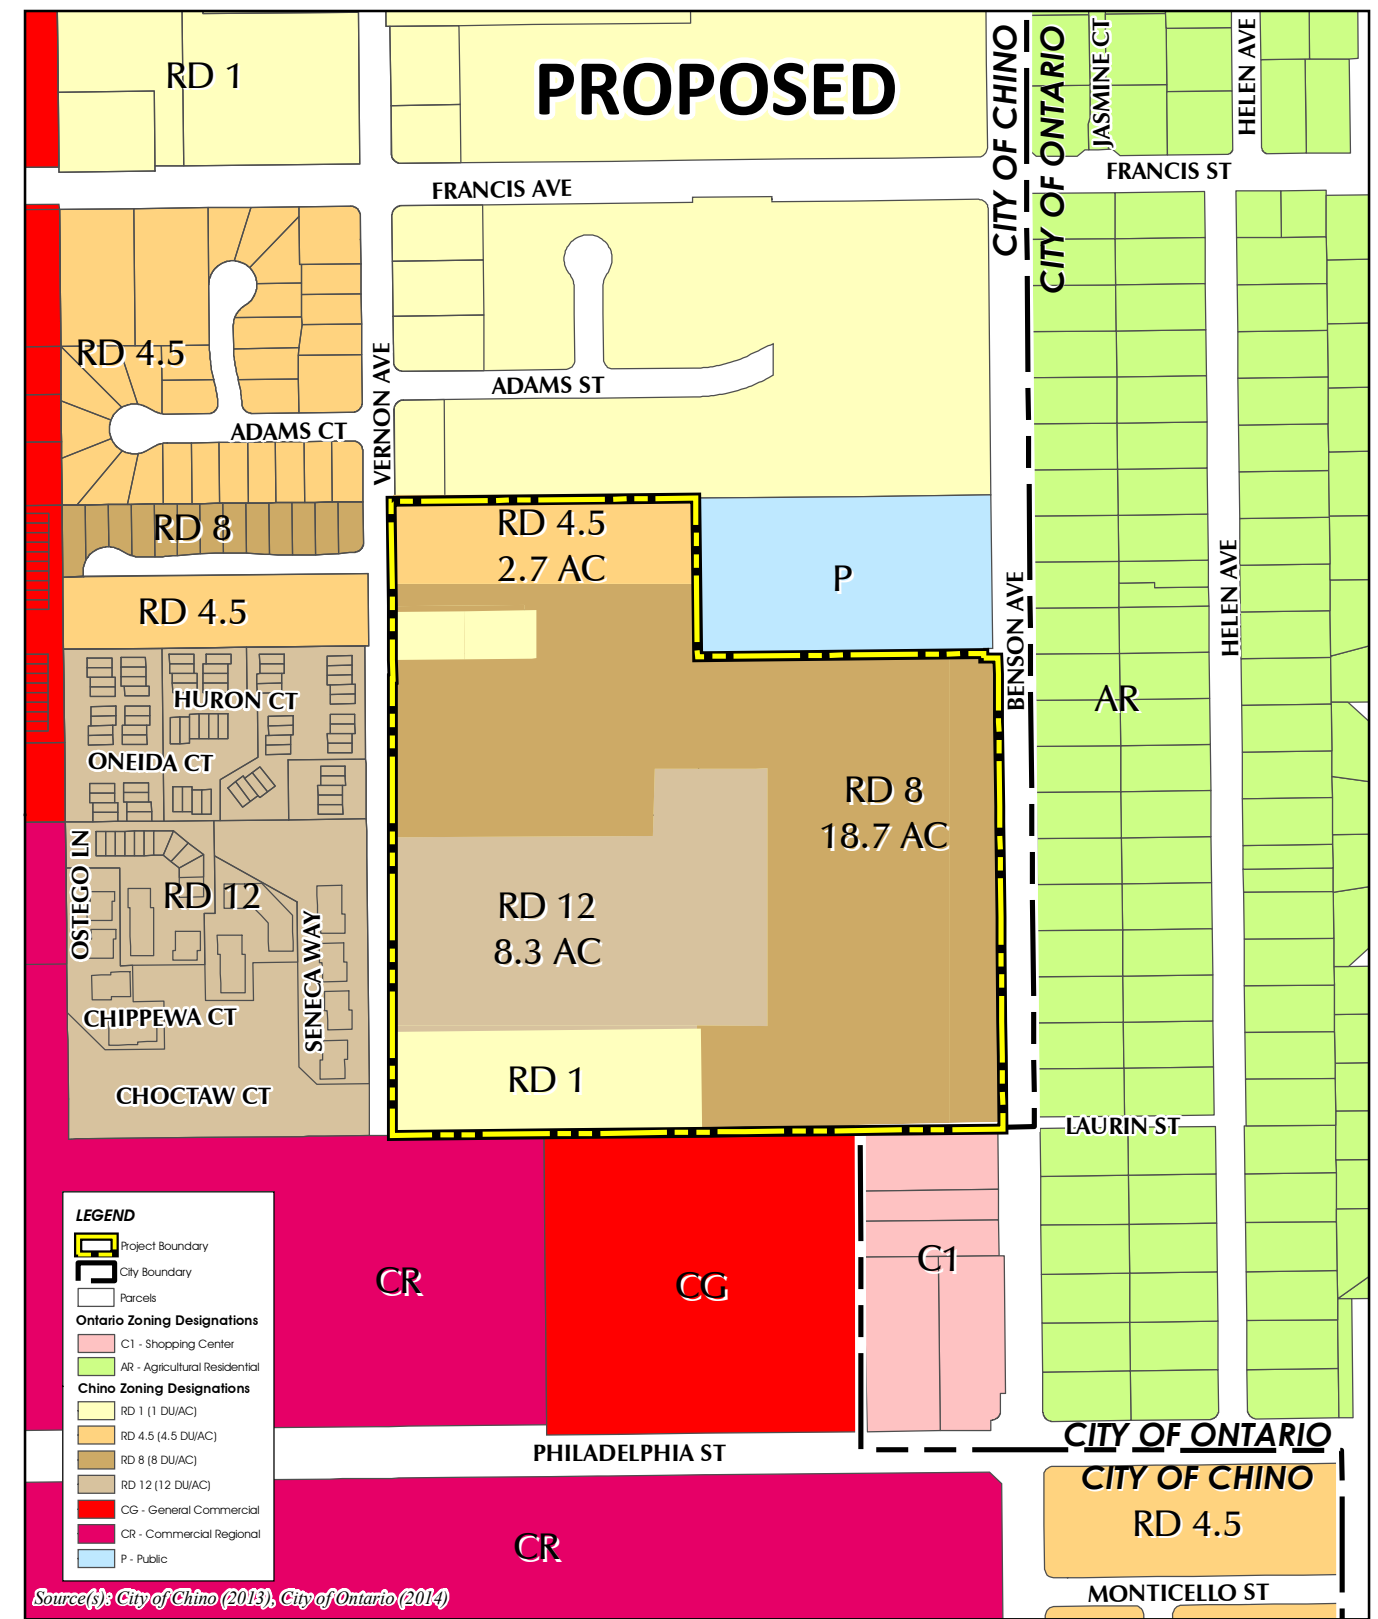 RD 1
PROPOSED
CITY OF CHINO
CITY OF ONTARIO
JASMINE CT
HELEN AVE
FRANCIS AVE
FRANCIS ST
RD 4.5
VERNON AVE
ADAMS ST
ADAMS CT
RD 8
RD 4.5
2.7 AC
P
BENSON AVE
HELEN AVE
RD 4.5
HURON CT
AR
ONEIDA CT
RD 8
18.7 AC
OSTEGO LN
RD 12
SENECA WAY
RD 12
8.3 AC
CHIPPEWA CT
RD 1
CHOCTAW CT
LAURIN ST
CR
CG
C1
LEGEND
Project Boundary
City Boundary
Parcels
Ontario Zoning Designations
C1 - Shopping Center
AR - Agricultural Residential
Chino Zoning Designations
RD 1 (1 DU/AC)
RD 4.5 (4.5 DU/AC)
RD 8 (8 DU/AC)
RD 12 (12 DU/AC)
CG - General Commercial
CR - Commercial Regional
P - Public
PHILADELPHIA ST
CITY OF ONTARIO
CITY OF CHINO
RD 4.5
CR
MONTICELLO ST
Source(s): City of Chino (2013), City of Ontario (2014)